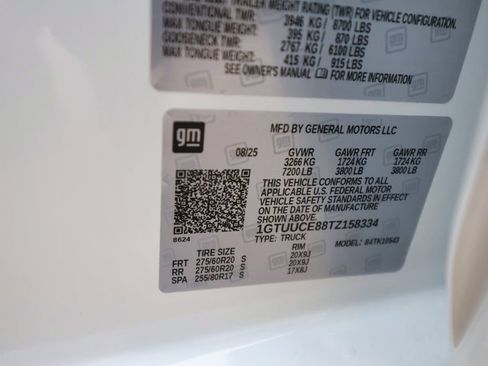 TRAILER WEIGHT RATING (TWR) FOR VEHICLE CONFIGURATION.
CONVENTIONAL TWR: 3946 KG / 8700 LBS
MAX TONGUE WEIGHT: 395 KG / 870 LBS
GOOSENECK TWR: 2767 KG / 6100 LBS
MAX TONGUE WEIGHT: 415 KG / 915 LBS
SEE OWNER'S MANUAL FOR MORE INFORMATION
gm
MFD BY GENERAL MOTORS LLC
08/25 GVWR GAWR FRT GAWR RR
3266 KG 1724 KG 1724 KG
7200 LBS 3800 LBS 3800 LBS
THIS VEHICLE CONFORMS TO ALL
APPLICABLE U.S. FEDERAL MOTOR
VEHICLE SAFETY STANDARDS IN EFFECT
ON THE DATE OF MANUFACTURE
SHOWN ABOVE.
1GTUUCE88TZ158334
TYPE: TRUCK MODEL: 84TK10543
8624
TIRE SIZE RIM
FRT 275/60R20 S 20X9J
RR 275/60R20 S 20X9J
SPA 255/80R17 S 17X8J